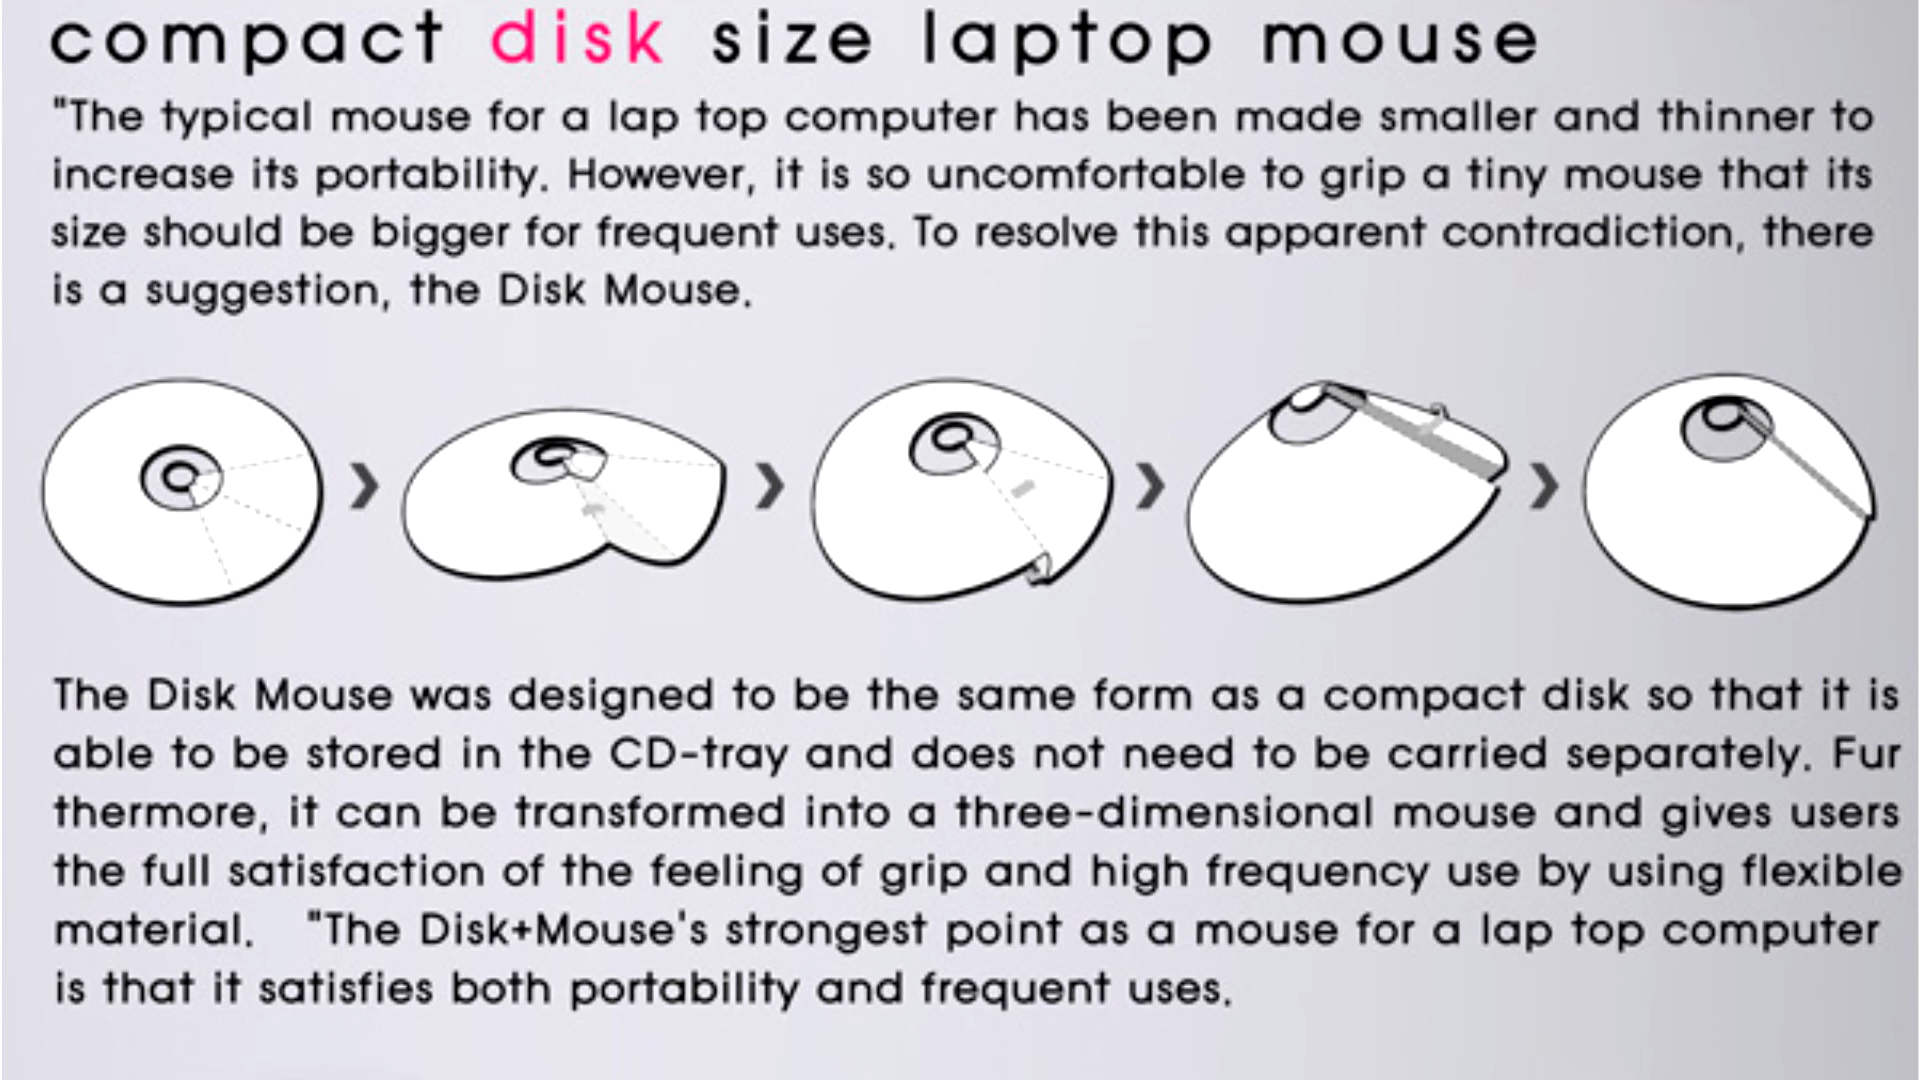 compact disk size laptop mouse
"The typical mouse for a lap top computer has been made smaller and thinner to
increase its portability. However, it is so uncomfortable to grip a tiny mouse that its
size should be bigger for frequent uses. To resolve this apparent contradiction, there
is a suggestion, the Disk Mouse.
The Disk Mouse was designed to be the same form as a compact disk so that it is
able to be stored in the CD-tray and does not need to be carried separately. Fur
thermore, it can be transformed into a three-dimensional mouse and gives users
the full satisfaction of the feeling of grip and high frequency use by using flexible
material. "The Disk+Mouse's strongest point as a mouse for a lap top computer
is that it satisfies both portability and frequent uses.